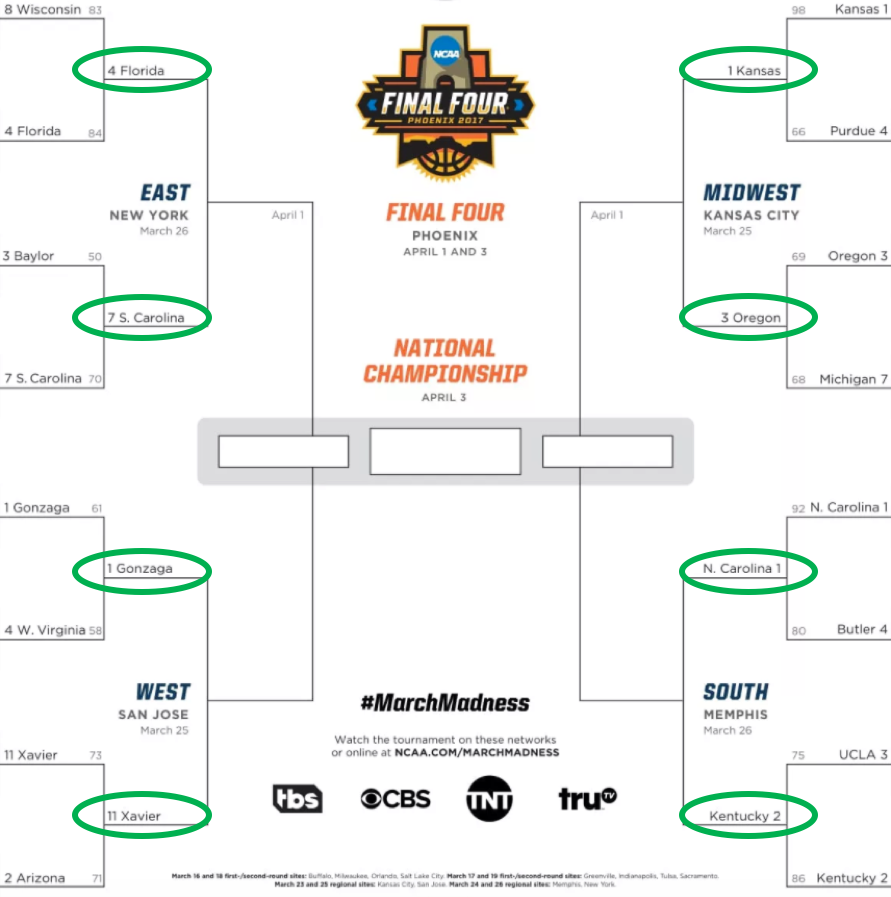 8 Wisconsin 83
4 Florida
4 Florida 84
EAST
NEW YORK
March 26
April 1
3 Baylor 50
7 S. Carolina
7 S. Carolina 70
1 Gonzaga 61
1 Gonzaga
4 W. Virginia 58
WEST
SAN JOSE
March 25
11 Xavier 73
11 Xavier
2 Arizona 71
NCAA
FINAL FOUR
PHOENIX 2017
FINAL FOUR
PHOENIX
APRIL 1 AND 3
NATIONAL
CHAMPIONSHIP
APRIL 3
#MarchMadness
Watch the tournament on these networks
or online at NCAA.COM/MARCHMADNESS
tbs CBS TNT truTV
98 Kansas 1
1 Kansas
66 Purdue 4
MIDWEST
KANSAS CITY
March 25
April 1
69 Oregon 3
3 Oregon
68 Michigan 7
92 N. Carolina 1
N. Carolina 1
80 Butler 4
SOUTH
MEMPHIS
March 26
75 UCLA 3
Kentucky 2
86 Kentucky 2
March 16 and 18 first-/second-round sites: Buffalo, Milwaukee, Orlando, Salt Lake City. March 17 and 19 first-/second-round sites: Greenville, Indianapolis, Tulsa, Sacramento.
March 23 and 25 regional sites: Kansas City, San Jose. March 24 and 26 regional sites: Memphis, New York.